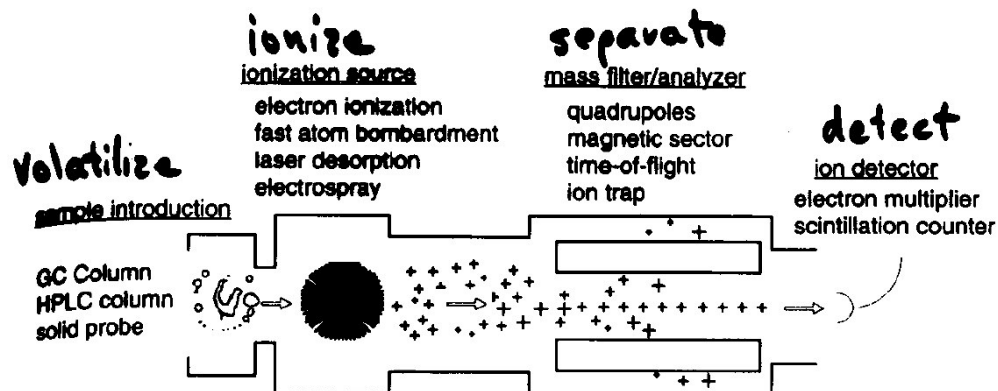 volatilize
sample introduction
GC Column
HPLC column
solid probe
ionize
ionization source
electron ionization
fast atom bombardment
laser desorption
electrospray
separate
mass filter/analyzer
quadrupoles
magnetic sector
time-of-flight
ion trap
detect
ion detector
electron multiplier
scintillation counter